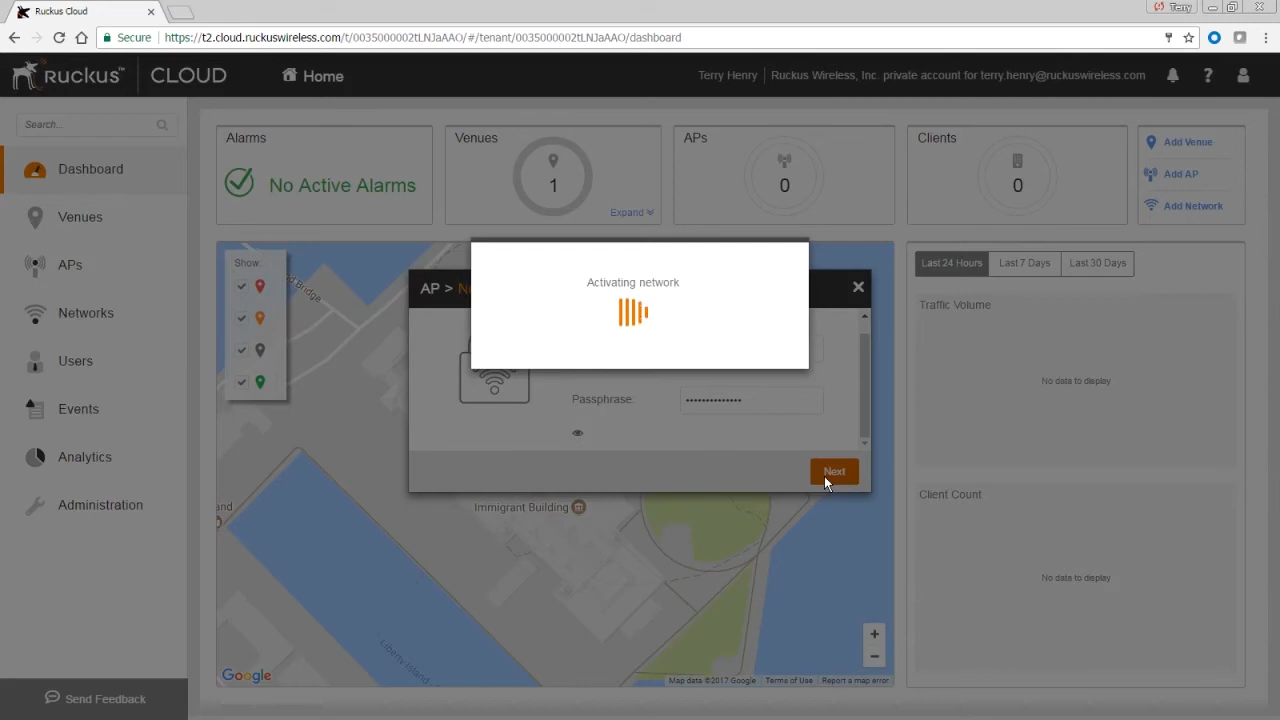 Ruckus Cloud
Terry
Secure
https://t2.cloud.ruckuswireless.com/t/0035000002tLNJaAAO/#/tenant/0035000002tLNJaAAO/dashboard
RUCKUS™ CLOUD
Home
Terry Henry
Ruckus Wireless, Inc. private account for terry.henry@ruckuswireless.com
?
Search...
Dashboard
Venues
APs
Networks
Users
Events
Analytics
Administration
Send Feedback
Alarms
No Active Alarms
Venues
1
Expand
APs
0
Clients
0
Add Venue
Add AP
Add Network
Show:
Activating network
AP >
Passphrase:
••••••••••••••
Next
Immigrant Building
Liberty Island
Google
+
−
Map data ©2017 Google
Terms of Use
Report a map error
Last 24 Hours
Last 7 Days
Last 30 Days
Traffic Volume
No data to display
Client Count
No data to display